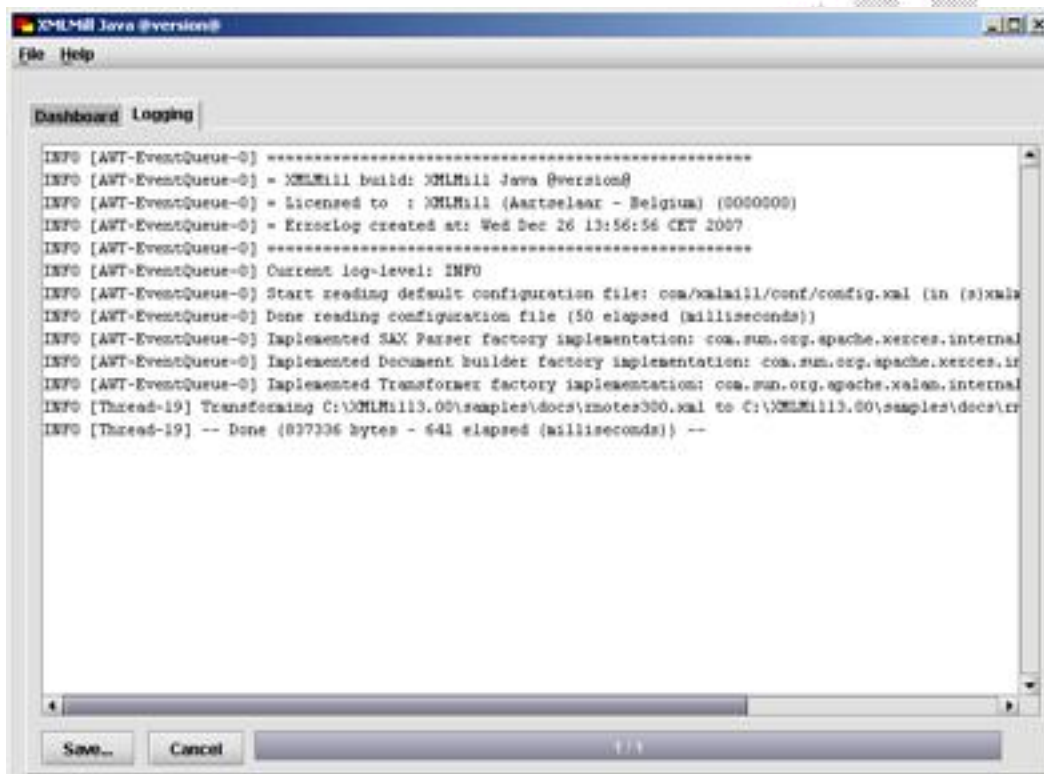 XMLMill Java @version@
File Help
Dashboard Logging
INFO [AWT-EventQueue-0] ====================================================
INFO [AWT-EventQueue-0] = XMLMill build: XMLMill Java @version@
INFO [AWT-EventQueue-0] = Licensed to : XMLMill (Aartselaar - Belgium) (0000000)
INFO [AWT-EventQueue-0] = ErrorLog created at: Wed Dec 26 13:56:56 CET 2007
INFO [AWT-EventQueue-0] ====================================================
INFO [AWT-EventQueue-0] Current log-level: INFO
INFO [AWT-EventQueue-0] Start reading default configuration file: com/xmlmill/conf/config.xml (in (s)xmlm
INFO [AWT-EventQueue-0] Done reading configuration file (50 elapsed (milliseconds))
INFO [AWT-EventQueue-0] Implemented SAX Parser factory implementation: com.sun.org.apache.xerces.internal
INFO [AWT-EventQueue-0] Implemented Document builder factory implementation: com.sun.org.apache.xerces.in
INFO [AWT-EventQueue-0] Implemented Transformer factory implementation: com.sun.org.apache.xalan.internal
INFO [Thread-19] Transforming C:\XMLMill3.00\samples\docs\rnotes300.xml to C:\XMLMill3.00\samples\docs\rn
INFO [Thread-19] -- Done (837336 bytes - 641 elapsed (milliseconds)) --
Save... Cancel 1 / 1